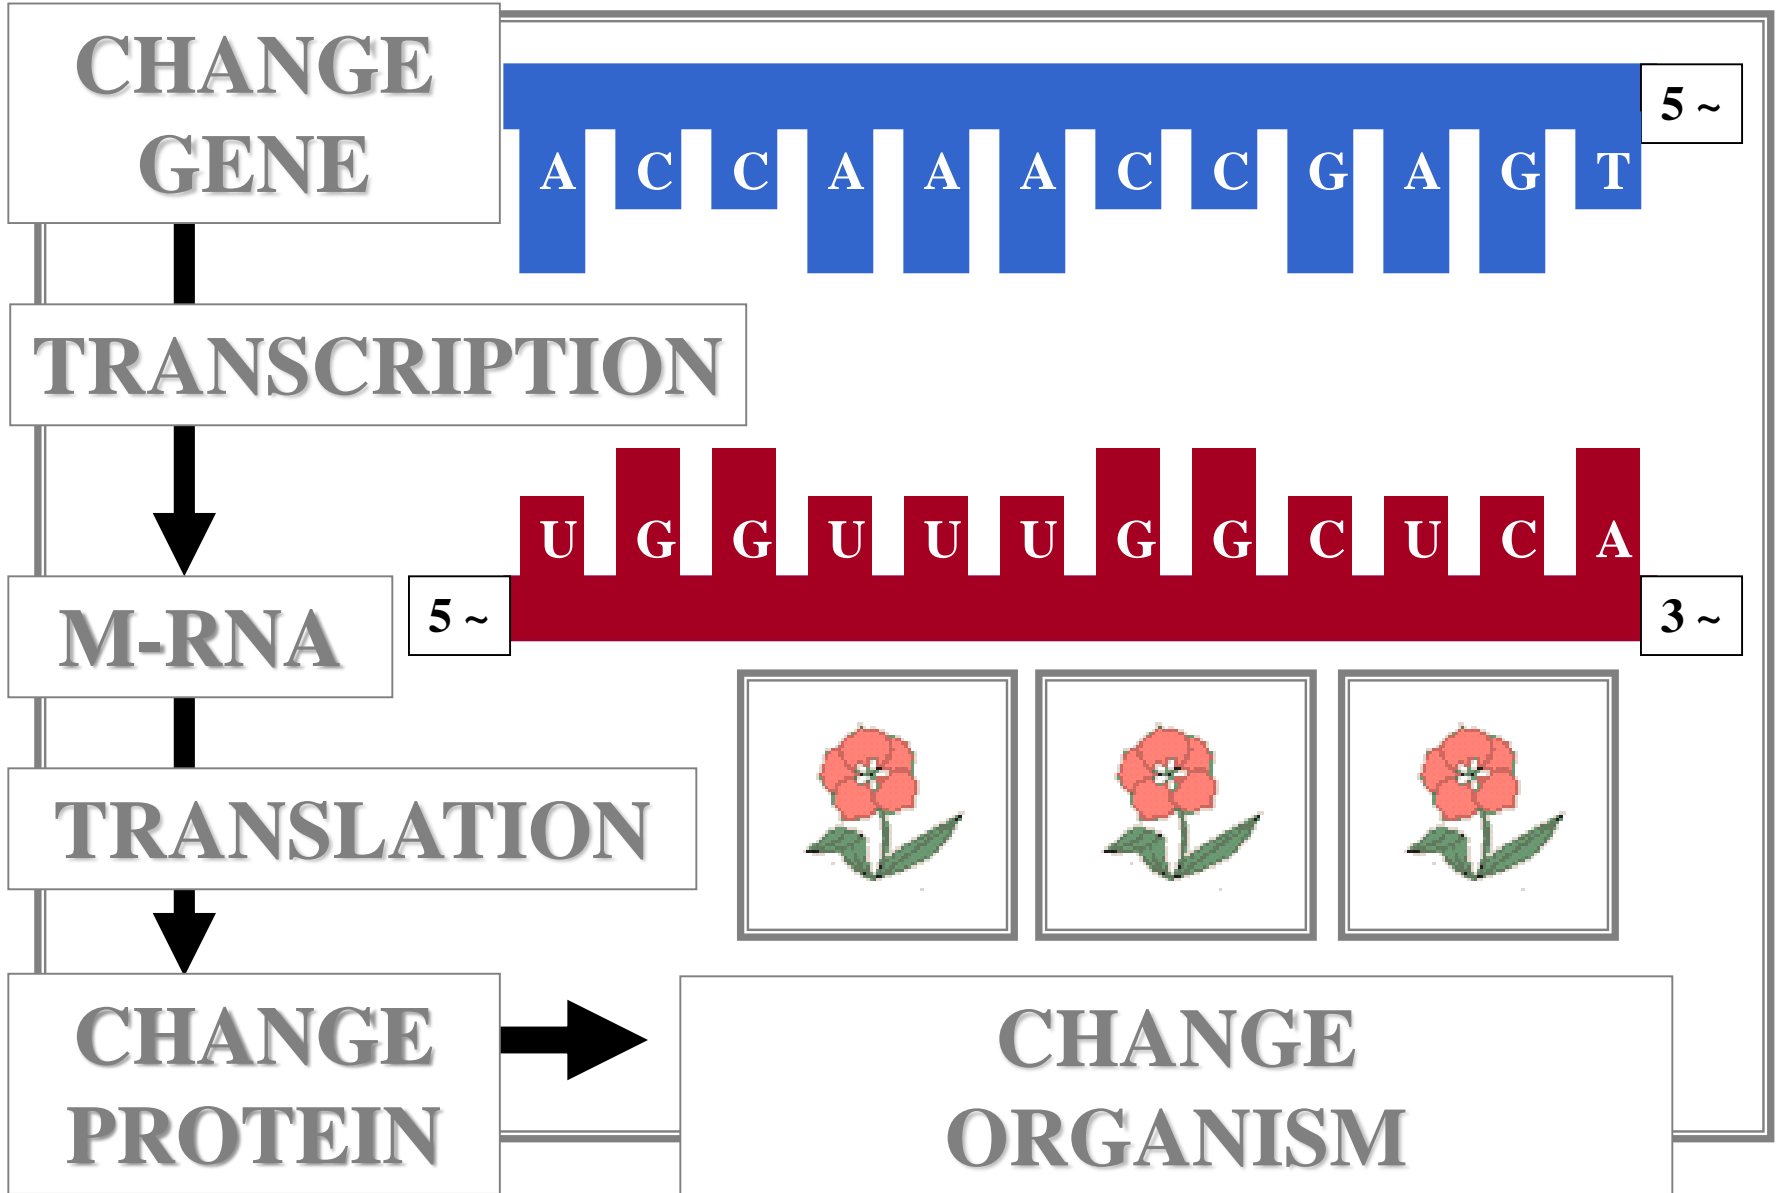 CHANGE
GENE
5 ~
A C C A A A C C G A G T
TRANSCRIPTION
U G G U U U G G C U C A
M-RNA
5 ~
3 ~
TRANSLATION
CHANGE
PROTEIN
CHANGE
ORGANISM